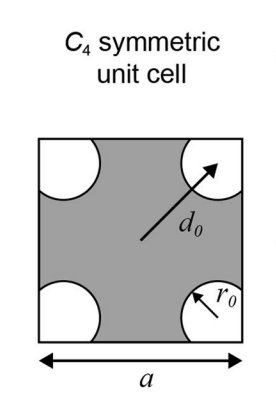 C₄ symmetric
unit cell
d₀
r₀
a